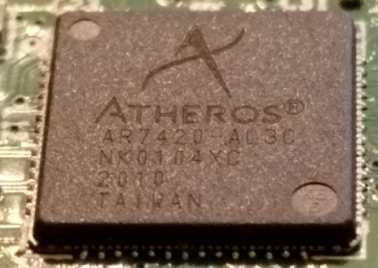 ATHEROS®
AR7420-AL3C
NK0104XC
2010
TAIWAN